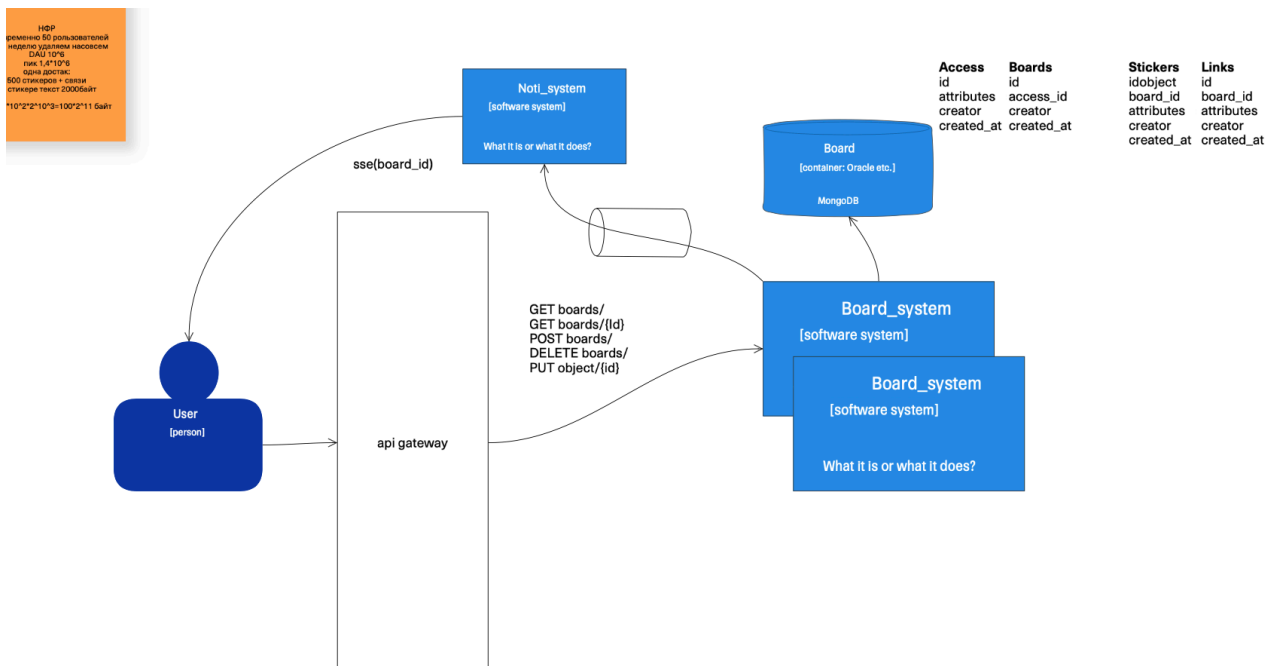 НФР
временно 50 пользователей
неделю удаляем насовсем
DAU 10^6
пик 1,4*10^6
одна достак:
500 стикеров + связи
стикере текст 2000байт
*10^2*2*10^3=100*2^11 байт
Noti_system
[software system]
What it is or what it does?
sse(board_id)
Access Boards Stickers Links
id id idobject id
attributes access_id board_id board_id
creator creator attributes attributes
created_at created_at creator creator
created_at created_at
Board
[container: Oracle etc.]
MongoDB
GET boards/
GET boards/{Id}
POST boards/
DELETE boards/
PUT object/{id}
Board_system
[software system]
Board_system
[software system]
What it is or what it does?
User
[person]
api gateway